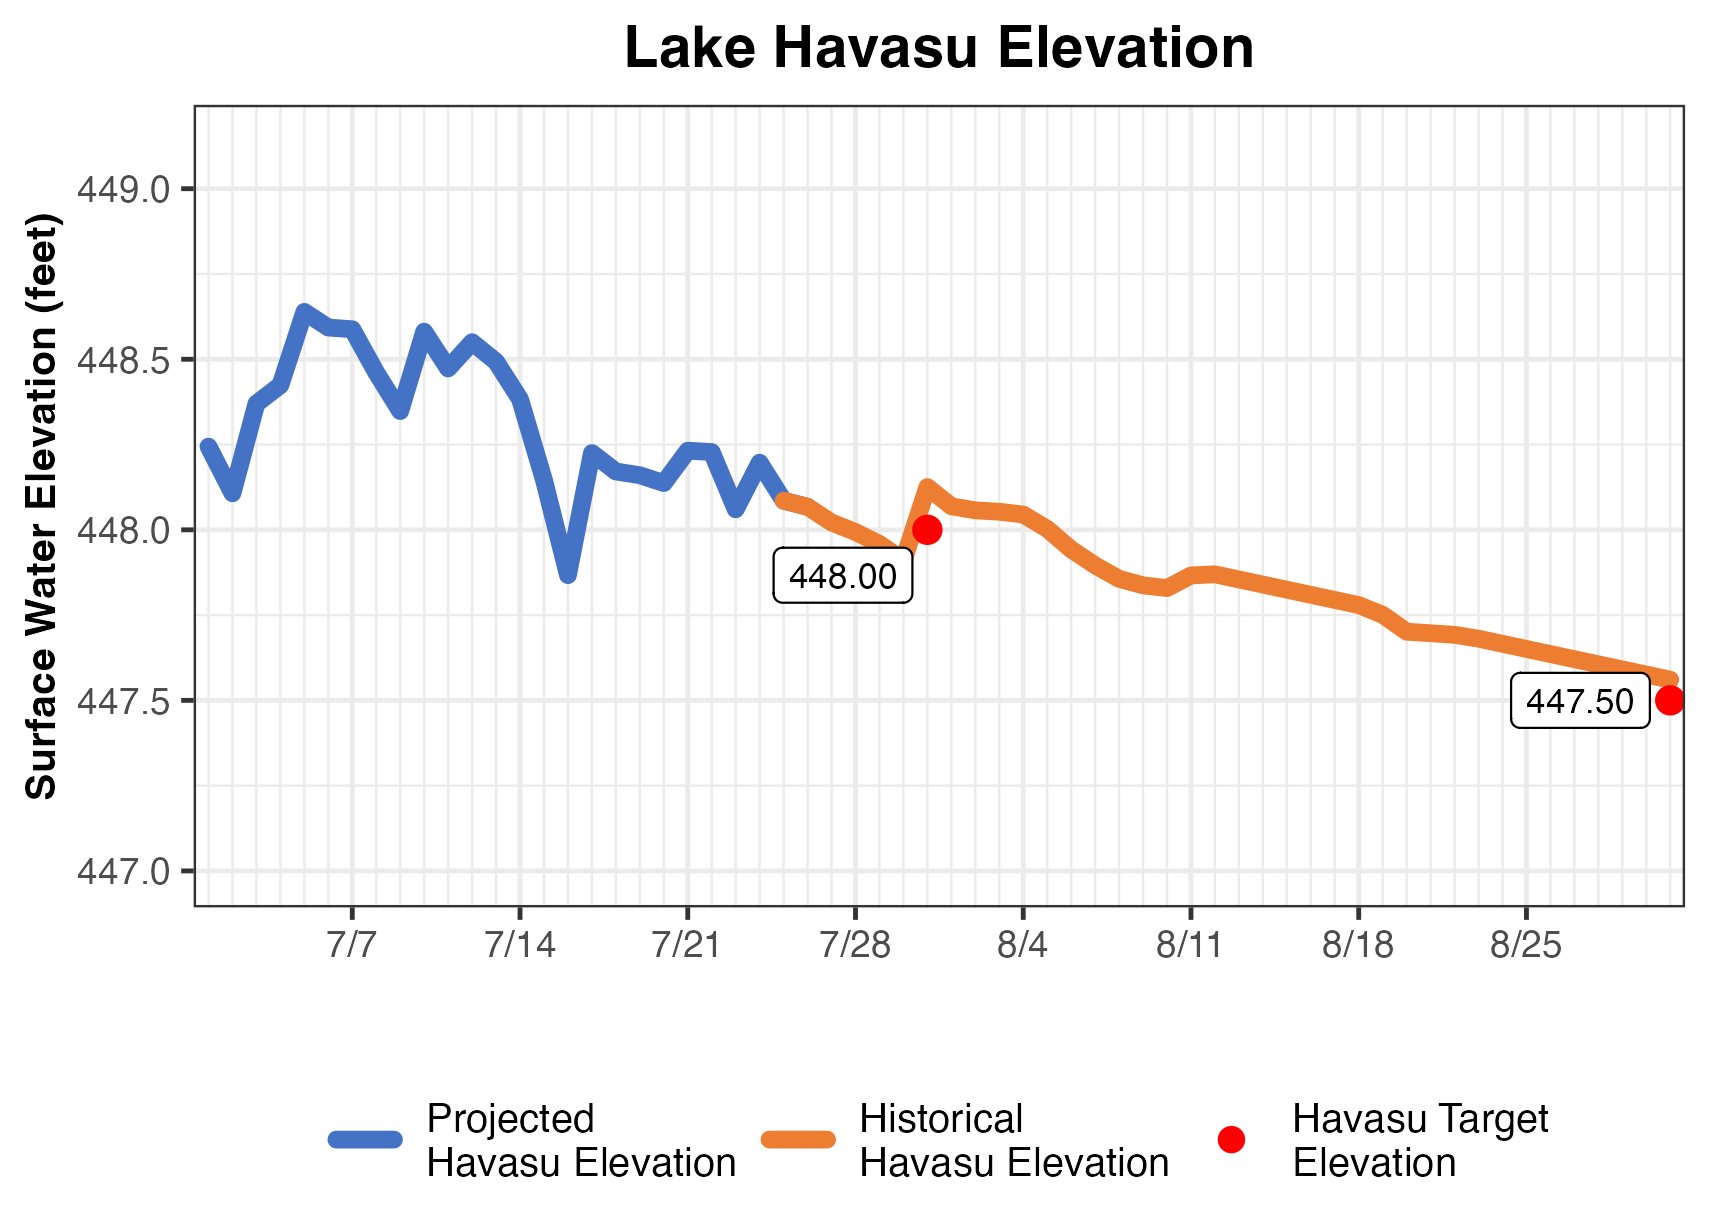 Lake Havasu Elevation
Surface Water Elevation (feet)
449.0
448.5
448.0
447.5
447.0
448.00
447.50
7/7
7/14
7/21
7/28
8/4
8/11
8/18
8/25
Projected
Havasu Elevation
Historical
Havasu Elevation
Havasu Target
Elevation